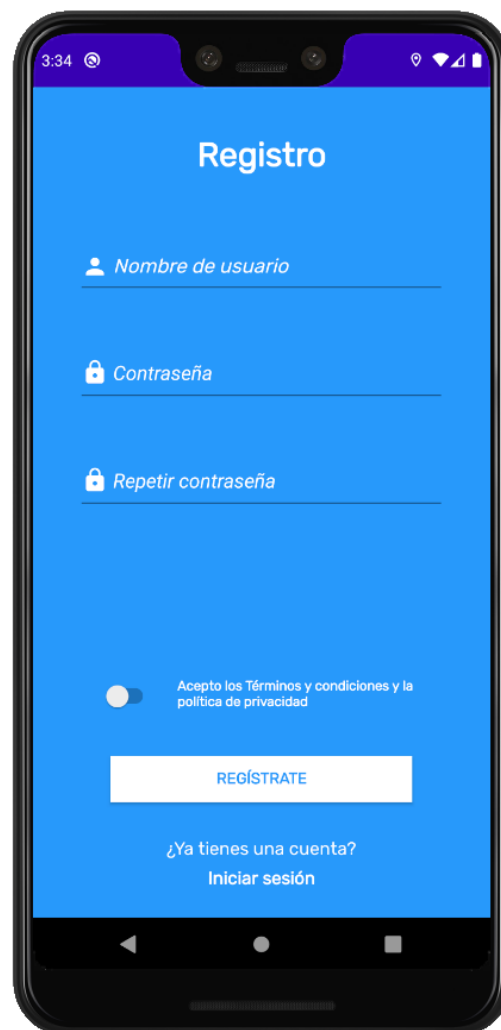 3:34
Registro
Nombre de usuario
Contraseña
Repetir contraseña
Acepto los Términos y condiciones y la
política de privacidad
REGÍSTRATE
¿Ya tienes una cuenta?
Iniciar sesión